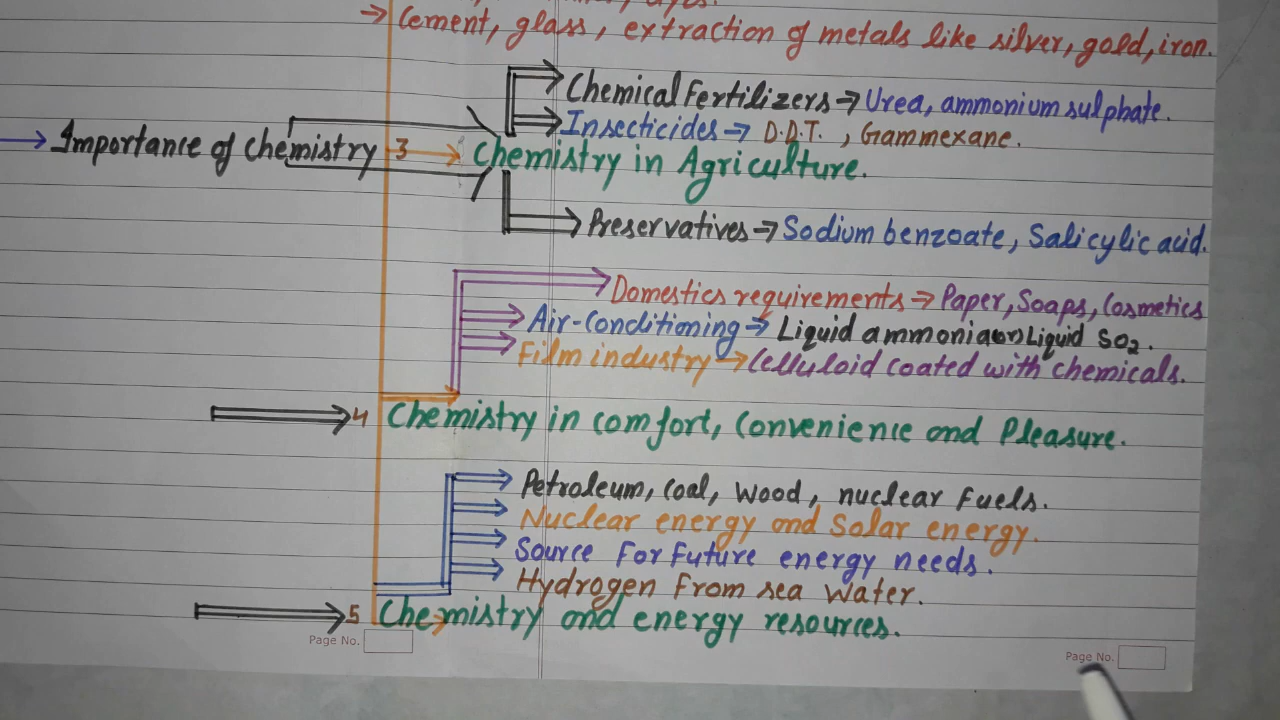 → Cement, glass, extraction of metals like silver, gold, iron.
Chemical Fertilizers → Urea, ammonium sulphate.
Insecticides → D.D.T. , Gammexane.
→ Importance of chemistry 3 → Chemistry in Agriculture.
Preservatives → Sodium benzoate, Salicylic acid.
Domestics requirements → Paper, Soaps, Cosmetics
Air-Conditioning → Liquid ammonia (or) Liquid SO₂.
Film industry → Celluloid coated with chemicals.
4 Chemistry in comfort, Convenience and Pleasure.
Petroleum, Coal, Wood, nuclear Fuels.
Nuclear energy and Solar energy.
Source For Future energy needs.
Hydrogen From sea Water.
5 Chemistry and energy resources.
Page No.
Page No.